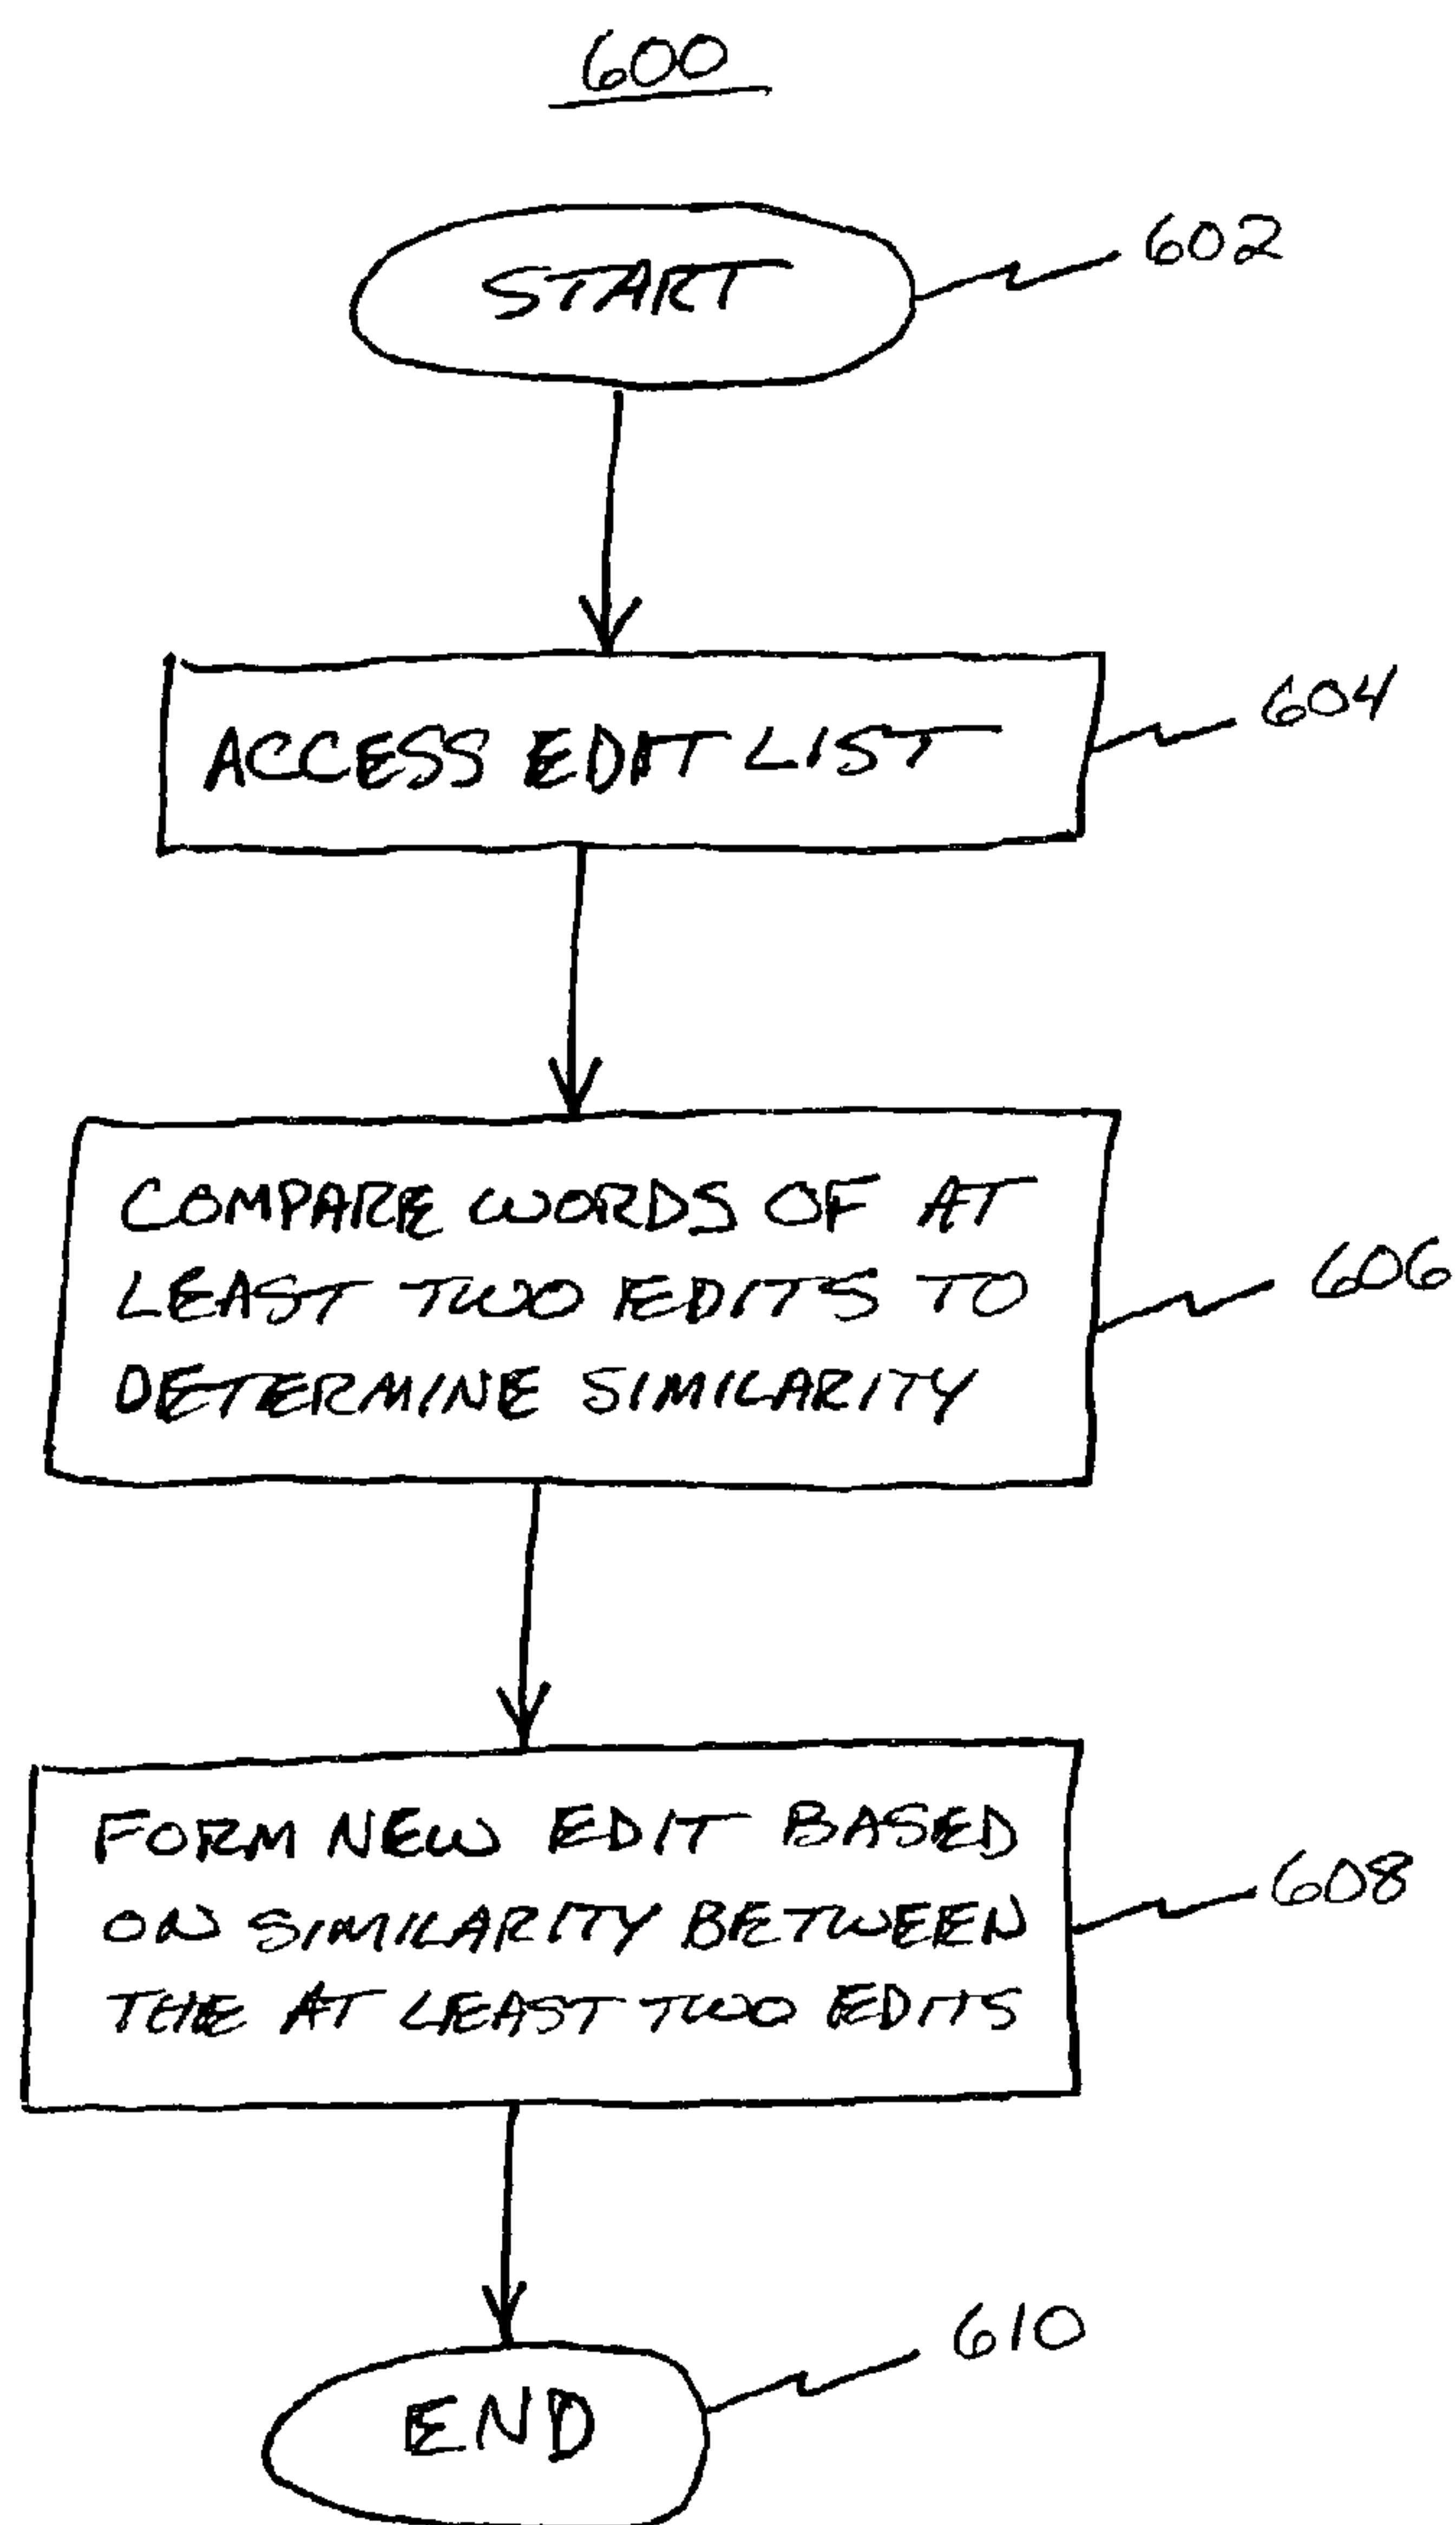 600
START
602
ACCESS EDIT LIST
604
COMPARE WORDS OF AT
LEAST TWO EDITS TO
DETERMINE SIMILARITY
606
FORM NEW EDIT BASED
ON SIMILARITY BETWEEN
THE AT LEAST TWO EDITS
608
END
610